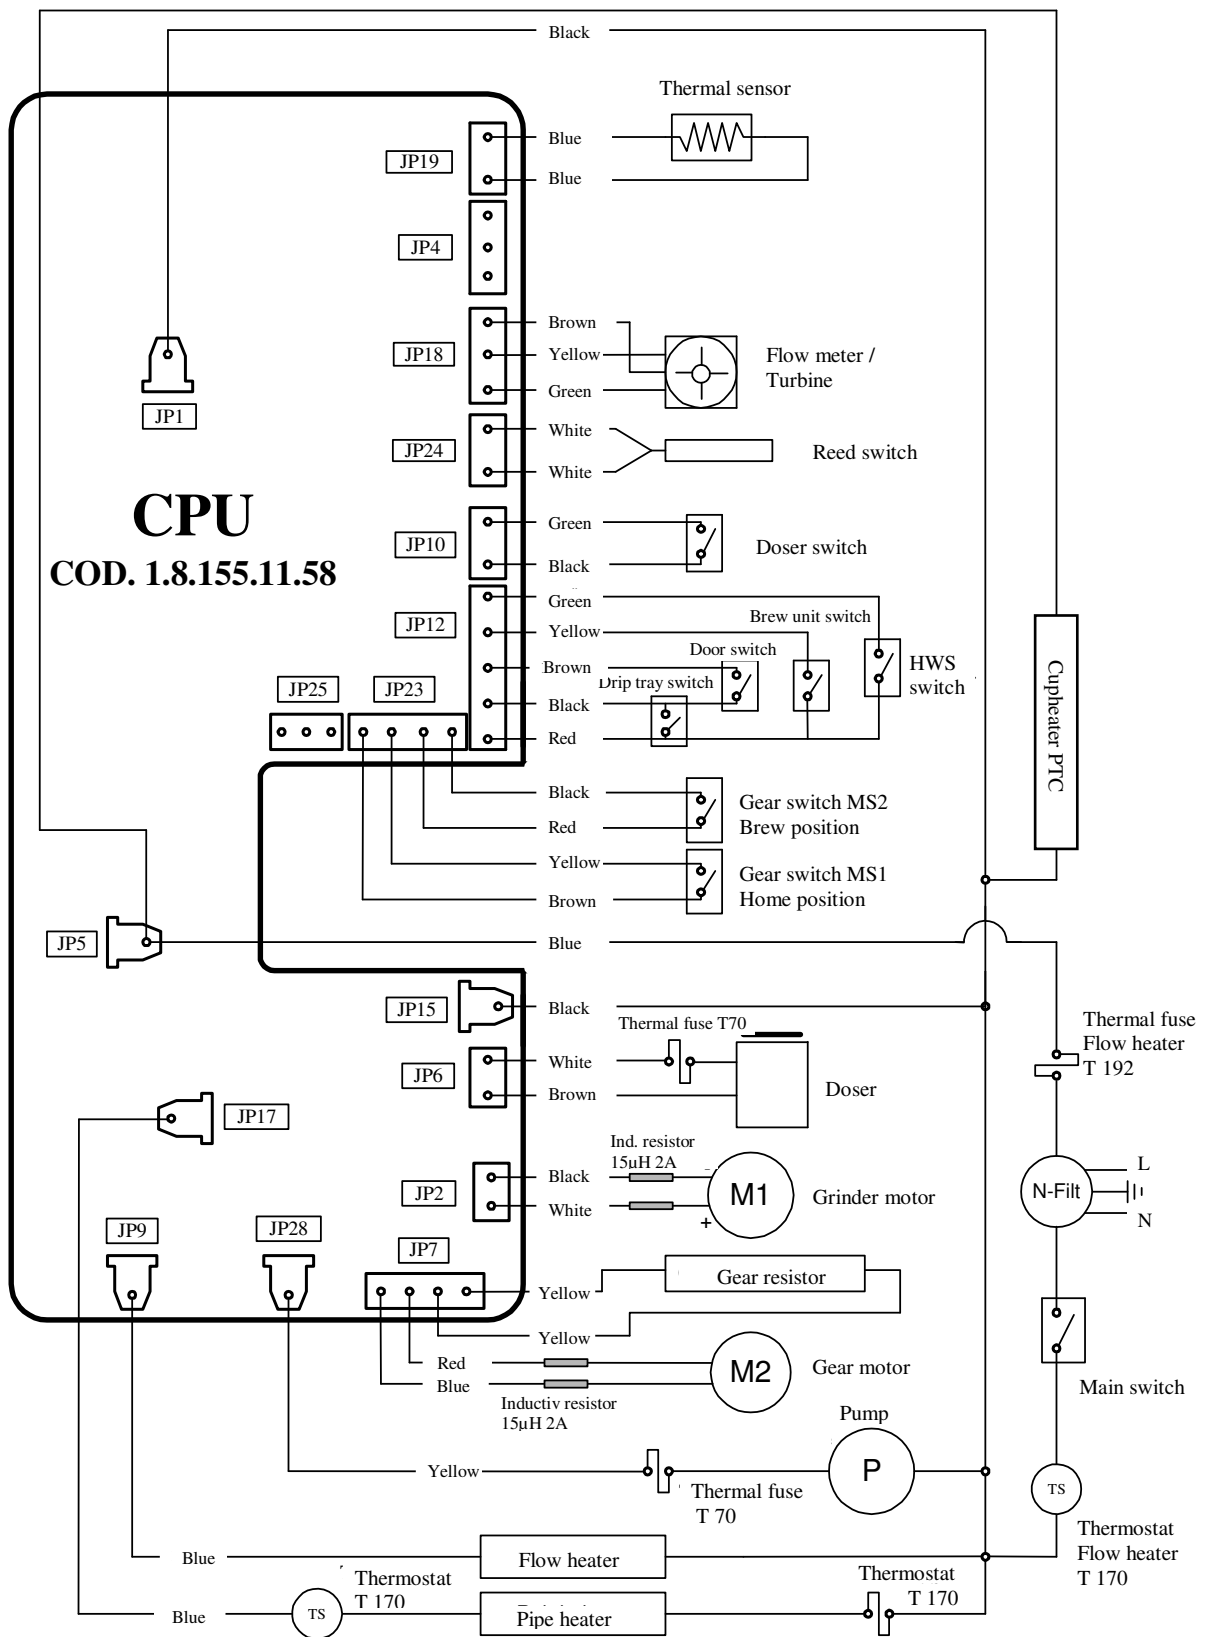 Black
Thermal sensor
Blue
JP19
Blue
JP4
Brown
JP18
Yellow
Flow meter /
Turbine
Green
JP1
White
JP24
Reed switch
White
CPU
COD. 1.8.155.11.58
Green
JP10
Doser switch
Black
Green
JP12
Brew unit switch
Yellow
Door switch
Brown
HWS
switch
Drip tray switch
JP25
JP23
Black
Red
Cupheater PTC
Black
Gear switch MS2
Brew position
Red
Yellow
Gear switch MS1
Home position
Brown
JP5
Blue
JP15
Black
Thermal fuse T70
Thermal fuse
Flow heater
T 192
White
JP6
Brown
Doser
JP17
Ind. resistor
15µH 2A
-
Black
JP2
M1
Grinder motor
White
+
L
N-Filt
N
JP9
JP28
JP7
Gear resistor
Yellow
Yellow
Red
M2
Gear motor
Blue
Inductiv resistor
15µH 2A
Main switch
Pump
Yellow
P
Thermal fuse
T 70
TS
Thermostat
Flow heater
T 170
Blue
Flow heater
Thermostat
T 170
Thermostat
T 170
Blue
TS
Pipe heater